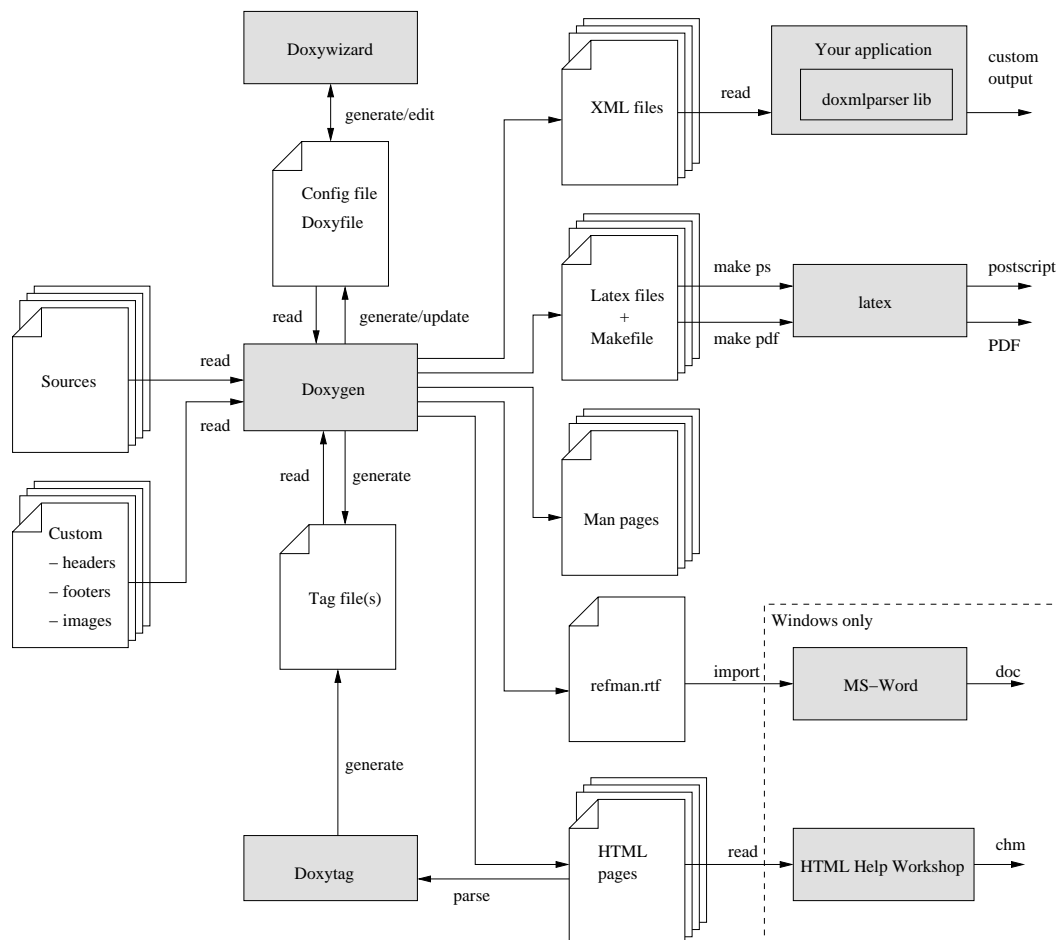 Doxywizard
generate/edit
Config file
Doxyfile
read
generate/update
Sources
read
read
Doxygen
Custom
– headers
– footers
– images
read
generate
Tag file(s)
generate
Doxytag
parse
XML files
read
Your application
doxmlparser lib
custom
output
Latex files
+
Makefile
make ps
make pdf
latex
postscript
PDF
Man pages
Windows only
refman.rtf
import
MS–Word
doc
HTML
pages
read
HTML Help Workshop
chm